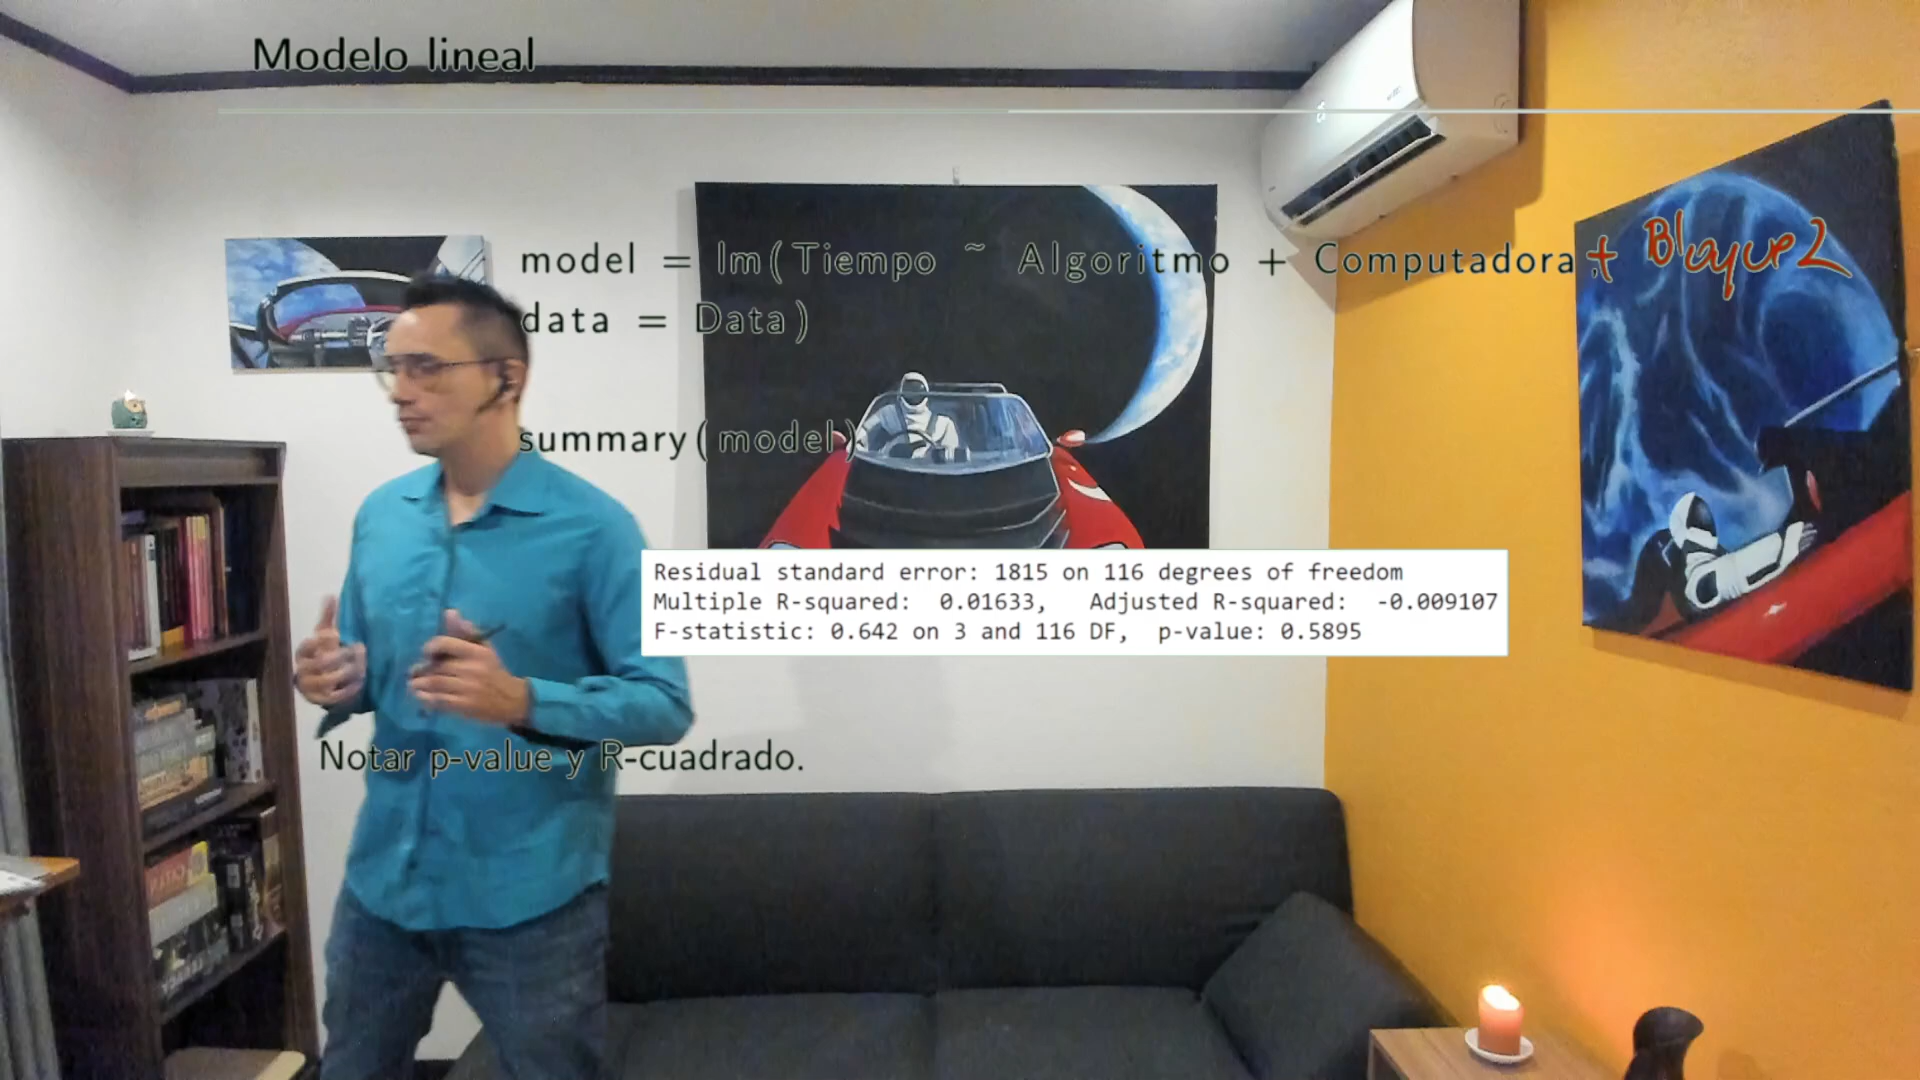 Modelo lineal
model = lm(Tiempo ~ Algoritmo + Computadora + Bloque2
data = Data)
summary(model)
Residual standard error: 1815 on 116 degrees of freedom
Multiple R-squared:  0.01633,   Adjusted R-squared:  -0.009107
F-statistic: 0.642 on 3 and 116 DF,  p-value: 0.5895
Notar p-value y R-cuadrado.
CATAN